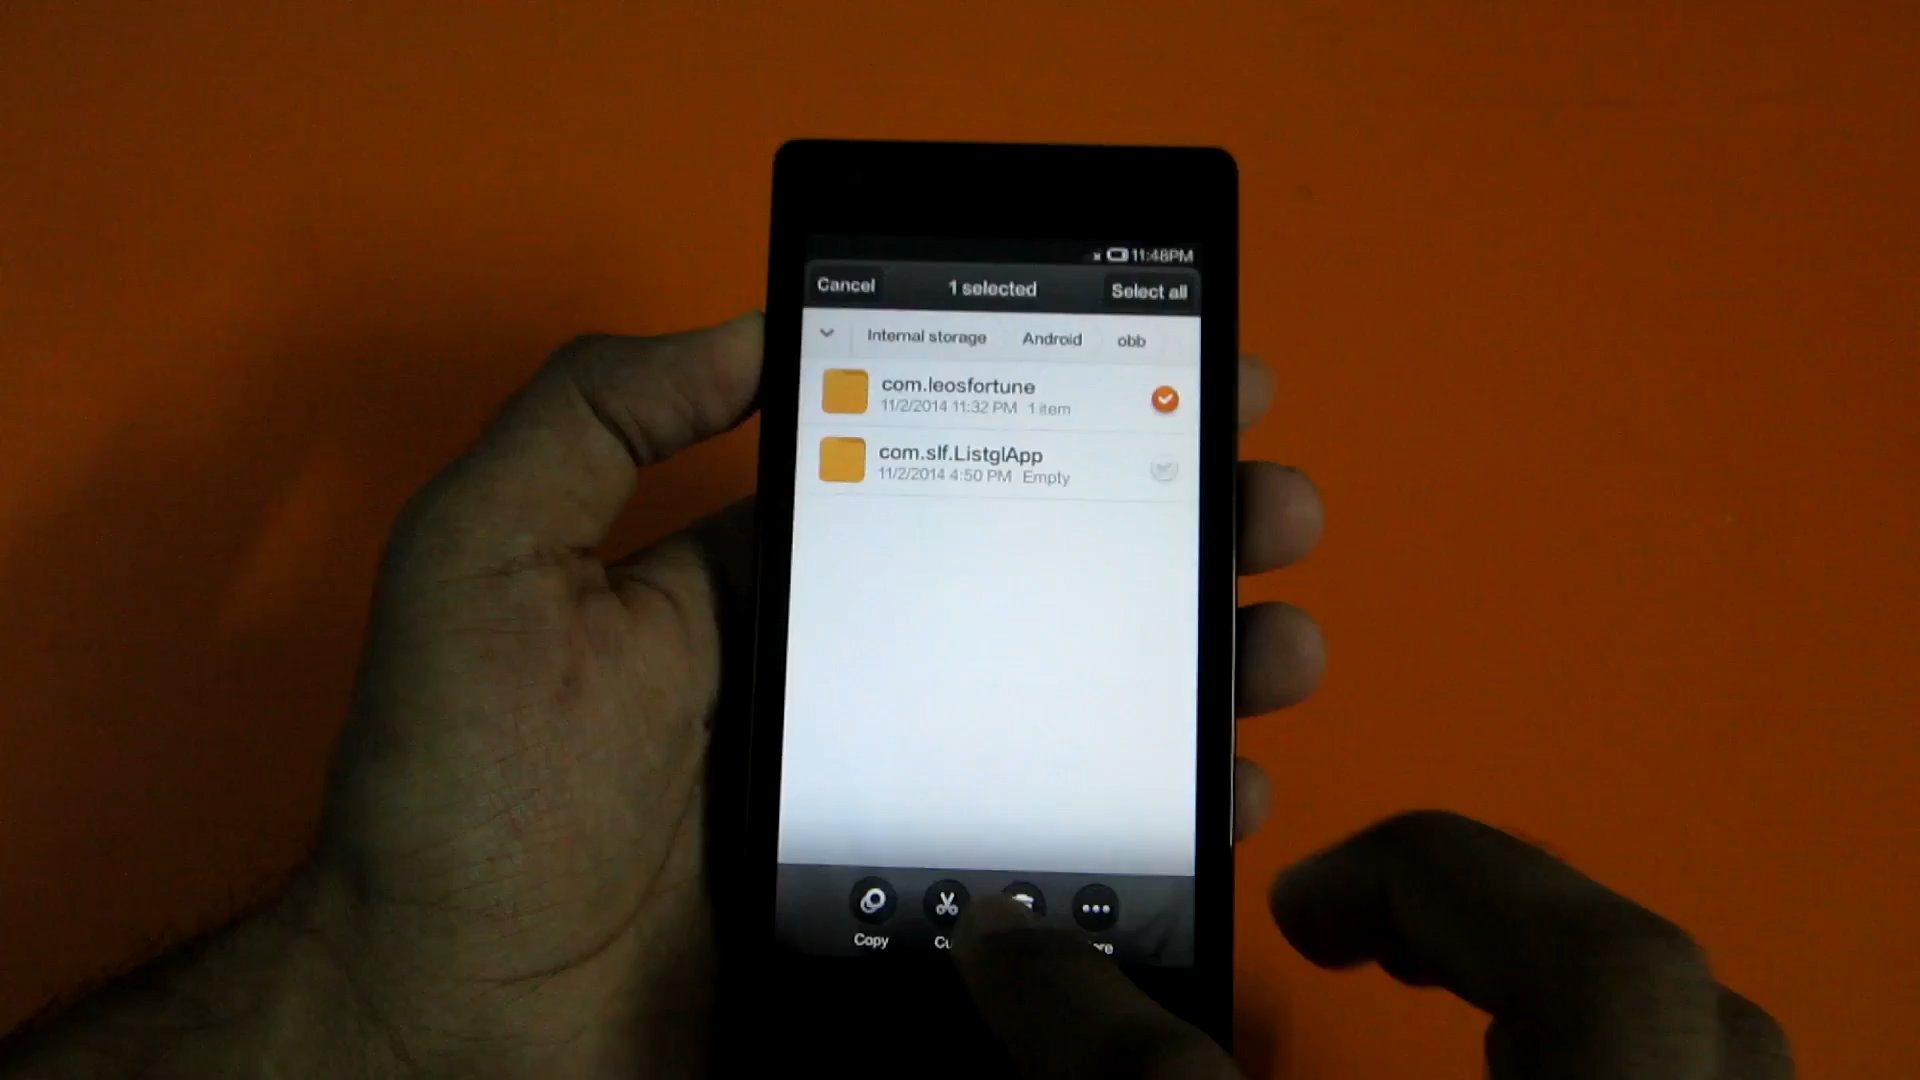 11:48PM
Cancel 1 selected Select all
Internal storage Android obb
com.leosfortune
11/2/2014 11:32 PM 1 item
com.slf.ListglApp
11/2/2014 4:50 PM Empty
Copy